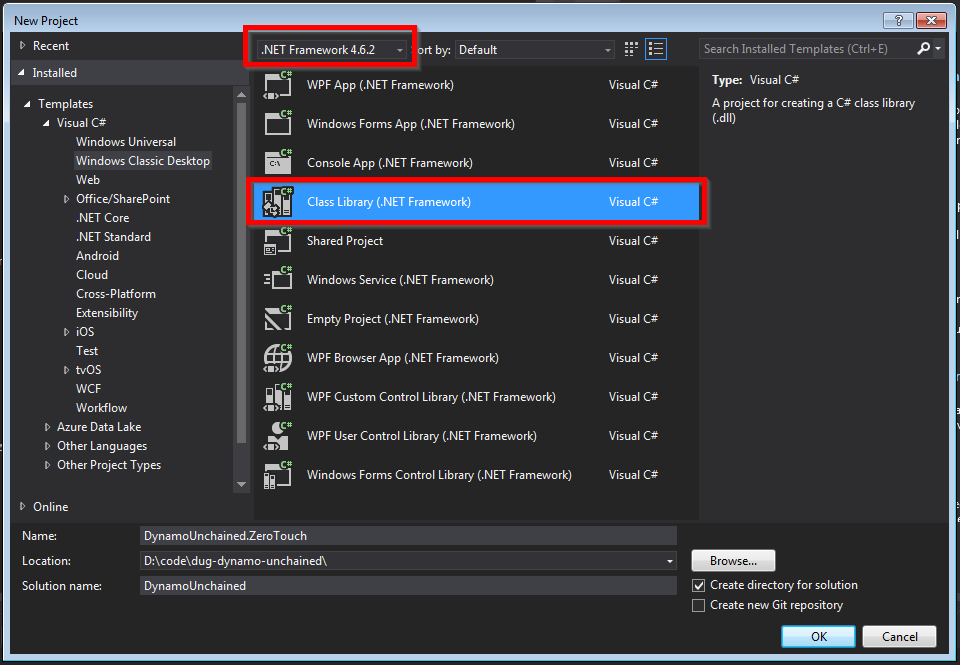 New Project
Recent
.NET Framework 4.6.2
ort by:
Default
Search Installed Templates (Ctrl+E)
Installed
Templates
Visual C#
Windows Universal
Windows Classic Desktop
Web
Office/SharePoint
.NET Core
.NET Standard
Android
Cloud
Cross-Platform
Extensibility
iOS
Test
tvOS
WCF
Workflow
Azure Data Lake
Other Languages
Other Project Types
Online
WPF App (.NET Framework) Visual C#
Windows Forms App (.NET Framework) Visual C#
Console App (.NET Framework) Visual C#
Class Library (.NET Framework) Visual C#
Shared Project Visual C#
Windows Service (.NET Framework) Visual C#
Empty Project (.NET Framework) Visual C#
WPF Browser App (.NET Framework) Visual C#
WPF Custom Control Library (.NET Framework) Visual C#
WPF User Control Library (.NET Framework) Visual C#
Windows Forms Control Library (.NET Framework) Visual C#
Type: Visual C#
A project for creating a C# class library
(.dll)
Name: DynamoUnchained.ZeroTouch
Location: D:\code\dug-dynamo-unchained\
Solution name: DynamoUnchained
Browse...
Create directory for solution
Create new Git repository
OK
Cancel